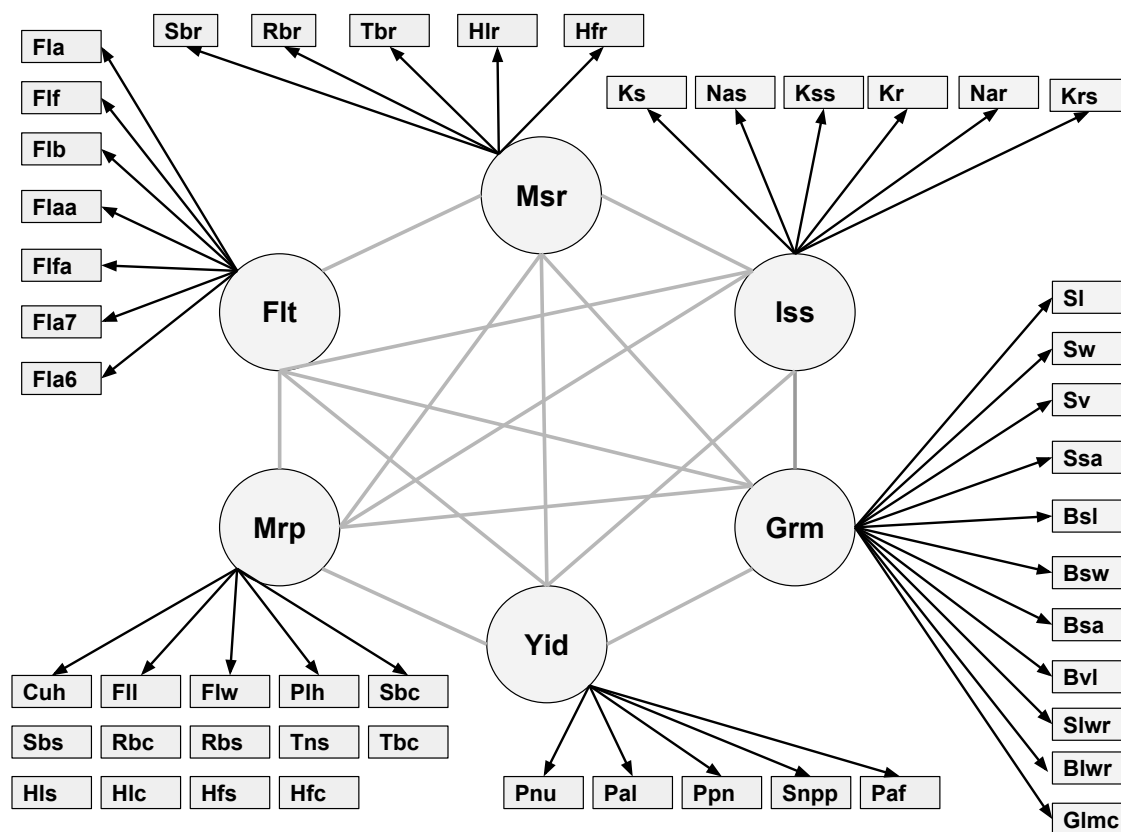 Sbr Rbr Tbr Hlr Hfr
Fla
Flf
Flb
Flaa
Flfa
Fla7
Fla6
Ks Nas Kss Kr Nar Krs
Msr
Flt
Iss
Mrp
Grm
Yid
Sl
Sw
Sv
Ssa
Bsl
Bsw
Bsa
Bvl
Slwr
Blwr
Glmc
Cuh Fll Flw Plh Sbc
Sbs Rbc Rbs Tns Tbc
Hls Hlc Hfs Hfc
Pnu Pal Ppn Snpp Paf